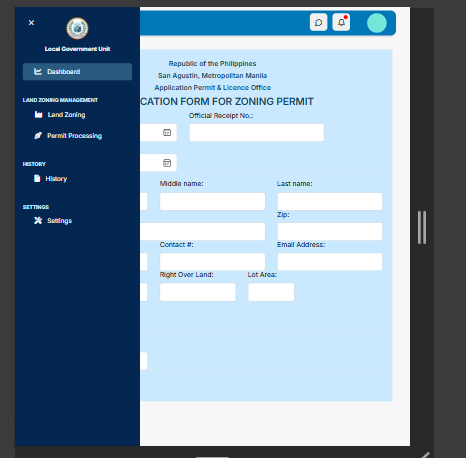 ×
Local Government Unit
Dashboard
LAND ZONING MANAGEMENT
Land Zoning
Permit Processing
HISTORY
History
SETTINGS
Settings
Republic of the Philippines
San Agustin, Metropolitan Manila
Application Permit & Licence Office
CATION FORM FOR ZONING PERMIT
Official Receipt No.:
Middle name: Last name:
Zip:
Contact #: Email Address:
Right Over Land: Lot Area: